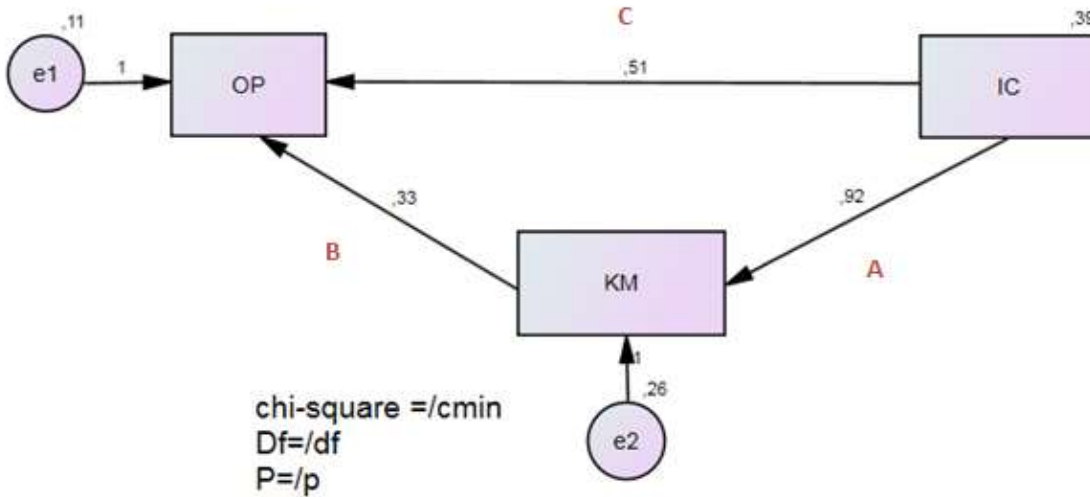 C
,11
,39
e1
1
OP
,51
IC
,33
,92
B
A
KM
1
,26
e2
chi-square =/cmin
Df=/df
P=/p